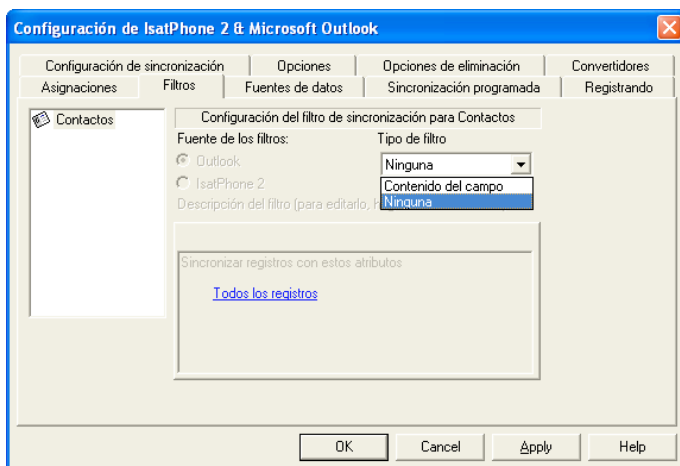 Configuración de IsatPhone 2 & Microsoft Outlook
Configuración de sincronización
Opciones
Opciones de eliminación
Convertidores
Asignaciones
Filtros
Fuentes de datos
Sincronización programada
Registrando
Contactos
Configuración del filtro de sincronización para Contactos
Fuente de los filtros:
Tipo de filtro
Outlook
Ninguna
IsatPhone 2
Contenido del campo
Ninguna
Descripción del filtro (para editarlo, h
Sincronizar registros con estos atributos
Todos los registros
OK
Cancel
Apply
Help